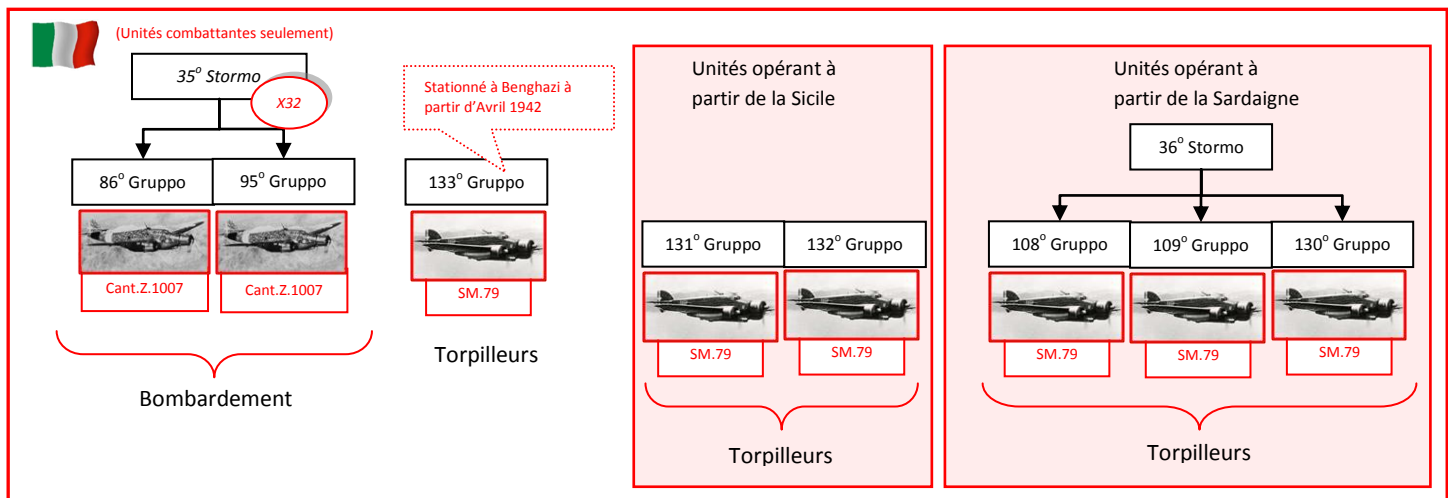 (Unités combattantes seulement)
35° Stormo
X32
86° Gruppo
95° Gruppo
Cant.Z.1007
Cant.Z.1007
Bombardement
Stationné à Benghazi à
partir d'Avril 1942
133° Gruppo
SM.79
Torpilleurs
Unités opérant à
partir de la Sicile
131° Gruppo
132° Gruppo
SM.79
SM.79
Torpilleurs
Unités opérant à
partir de la Sardaigne
36° Stormo
108° Gruppo
109° Gruppo
130° Gruppo
SM.79
SM.79
SM.79
Torpilleurs